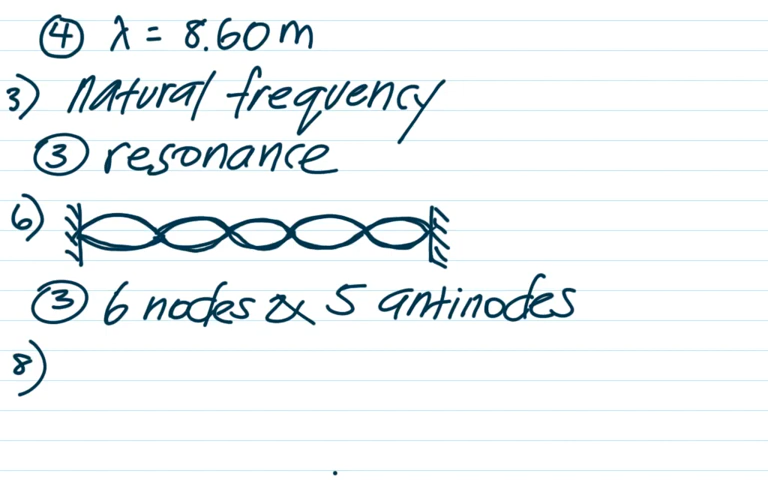 ④ λ = 8.60 m
3) natural frequency
③ resonance
6)
③ 6 nodes & 5 antinodes
8)